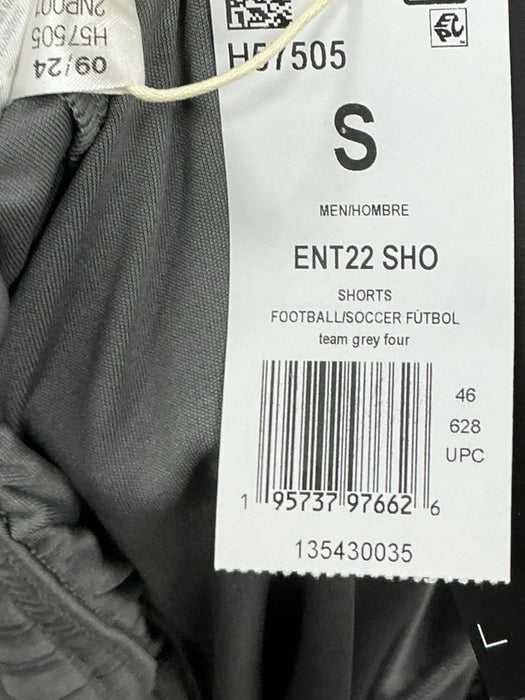 2NP001
H57505
09/24
H57505
S
MEN/HOMBRE
ENT22 SHO
SHORTS
FOOTBALL/SOCCER FÚTBOL
team grey four
46
628
UPC
1 95737 97662 6
135430035